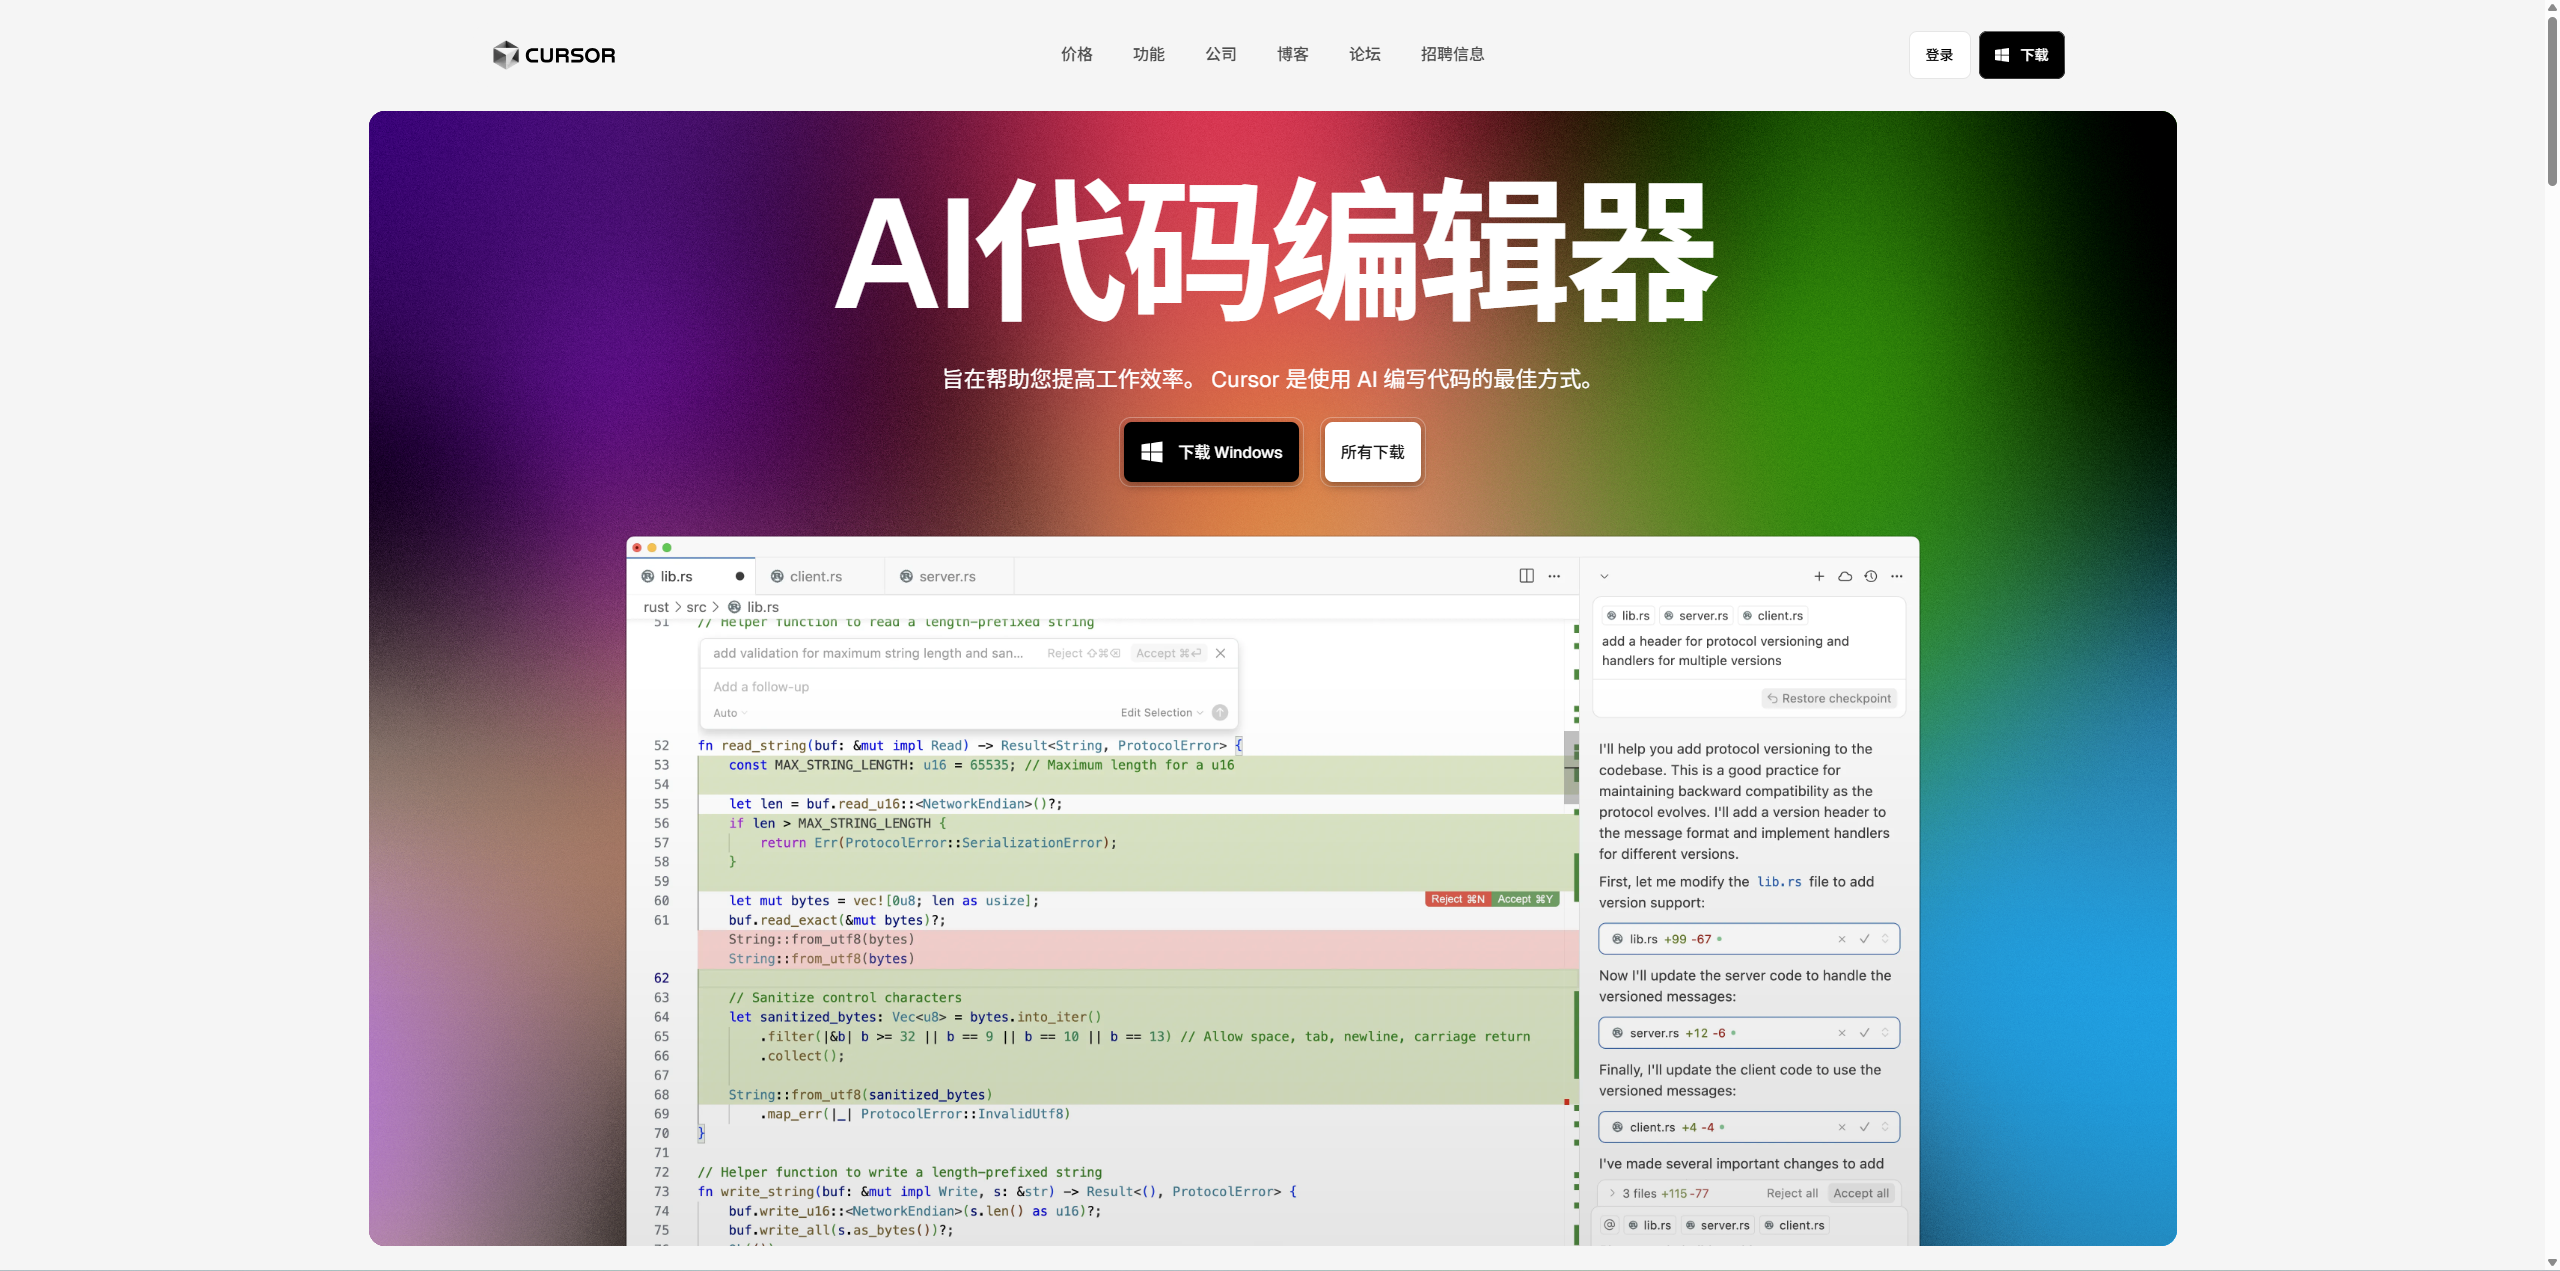 CURSOR
价格 功能 公司 博客 论坛 招聘信息
登录 下载
AI代码编辑器
旨在帮助您提高工作效率。 Cursor 是使用 AI 编写代码的最佳方式。
下载 Windows 所有下载
lib.rs client.rs server.rs
rust > src > lib.rs
51 // Helper function to read a length-prefixed string
add validation for maximum string length and san... Reject ⇧⌘⌫ Accept ⌘⏎
Add a follow-up
Auto Edit Selection
52 fn read_string(buf: &mut impl Read) -> Result<String, ProtocolError> {
53 const MAX_STRING_LENGTH: u16 = 65535; // Maximum length for a u16
54
55 let len = buf.read_u16::<NetworkEndian>()?;
56 if len > MAX_STRING_LENGTH {
57 return Err(ProtocolError::SerializationError);
58 }
59
60 let mut bytes = vec![0u8; len as usize];
Reject ⌘N Accept ⌘Y
61 buf.read_exact(&mut bytes)?;
String::from_utf8(bytes)
String::from_utf8(bytes)
62
63 // Sanitize control characters
64 let sanitized_bytes: Vec<u8> = bytes.into_iter()
65 .filter(|&b| b >= 32 || b == 9 || b == 10 || b == 13) // Allow space, tab, newline, carriage return
66 .collect();
67
68 String::from_utf8(sanitized_bytes)
69 .map_err(|_| ProtocolError::InvalidUtf8)
70 }
71
72 // Helper function to write a length-prefixed string
73 fn write_string(buf: &mut impl Write, s: &str) -> Result<(), ProtocolError> {
74 buf.write_u16::<NetworkEndian>(s.len() as u16)?;
75 buf.write_all(s.as_bytes())?;
lib.rs server.rs client.rs
add a header for protocol versioning and
handlers for multiple versions
Restore checkpoint
I'll help you add protocol versioning to the
codebase. This is a good practice for
maintaining backward compatibility as the
protocol evolves. I'll add a version header to
the message format and implement handlers
for different versions.
First, let me modify the lib.rs file to add
version support:
lib.rs +99 -67
Now I'll update the server code to handle the
versioned messages:
server.rs +12 -6
Finally, I'll update the client code to use the
versioned messages:
client.rs +4 -4
I've made several important changes to add
3 files +115 -77 Reject all Accept all
@ lib.rs server.rs client.rs